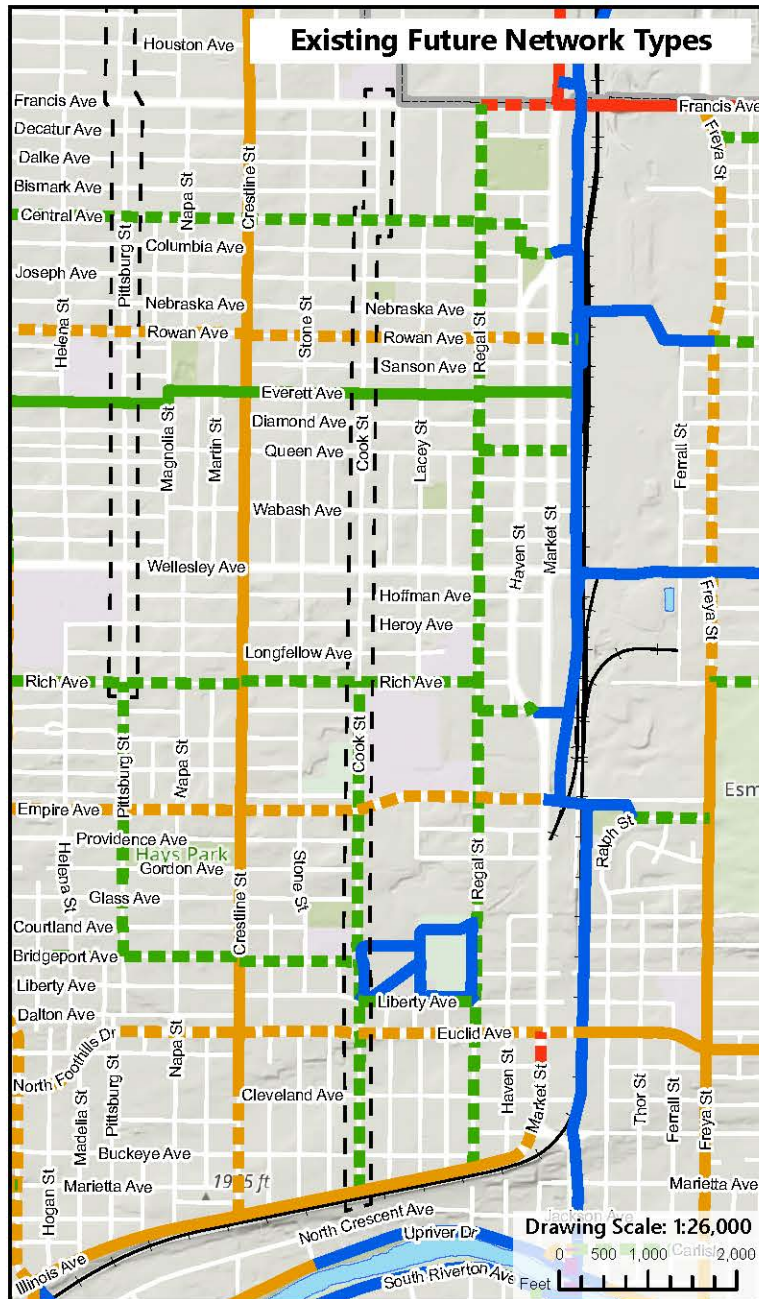 Existing Future Network Types
Houston Ave
Francis Ave
Francis Ave
Decatur Ave
Dalke Ave
Bismark Ave
Napa St
Crestline St
Freya St
Central Ave
Columbia Ave
Pittsburg St
Joseph Ave
Helena St
Nebraska Ave
Nebraska Ave
Rowan Ave
Stone St
Rowan Ave
Regal St
Sanson Ave
Everett Ave
Magnolia St
Martin St
Diamond Ave
Cook St
Lacey St
Queen Ave
Ferrall St
Wabash Ave
Haven St
Market St
Wellesley Ave
Hoffman Ave
Freya St
Heroy Ave
Longfellow Ave
Rich Ave
Rich Ave
Pittsburg St
Napa St
Cook St
Esm
Empire Ave
Providence Ave
Hays Park
Gordon Ave
Helena St
Stone St
Regal St
Ralph St
Glass Ave
Crestline St
Courtland Ave
Bridgeport Ave
Liberty Ave
Liberty Ave
Dalton Ave
Euclid Ave
North Foothills Dr
Napa St
Pittsburg St
Madelia St
Cleveland Ave
Haven St
Market St
Thor St
Ferrall St
Freya St
Buckeye Ave
Marietta Ave
Marietta Ave
Hogan St
North Crescent Ave
Jackson Ave
Upriver Dr
Drawing Scale: 1:26,000
Carlisle
Illinois Ave
South Riverton Ave
0 500 1,000 2,000
Feet